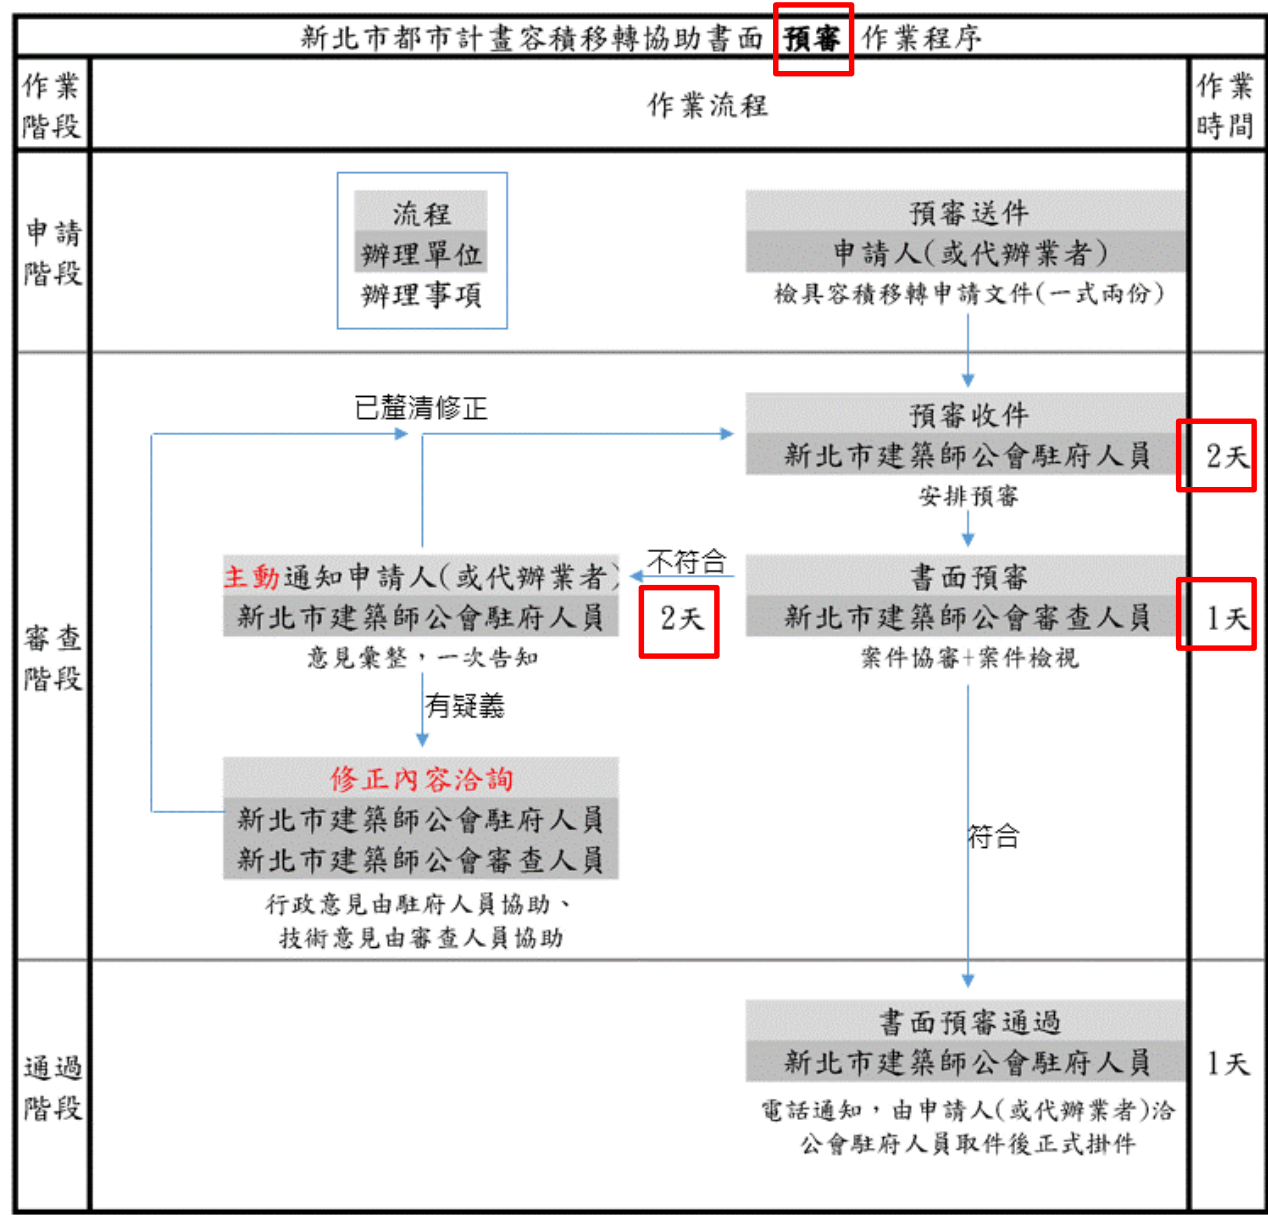 新北市都市計畫容積移轉協助書面 預審 作業程序
作業
階段
作業流程
作業
時間
申請
階段
流程
辦理單位
辦理事項
預審送件
申請人(或代辦業者)
檢具容積移轉申請文件(一式兩份)
審查
階段
已釐清修正
預審收件
新北市建築師公會駐府人員
安排預審
2天
不符合
2天
書面預審
新北市建築師公會審查人員
案件協審+案件檢視
1天
主動通知申請人(或代辦業者)
新北市建築師公會駐府人員
意見彙整，一次告知
有疑義
修正內容洽詢
新北市建築師公會駐府人員
新北市建築師公會審查人員
行政意見由駐府人員協助、
技術意見由審查人員協助
符合
通過
階段
書面預審通過
新北市建築師公會駐府人員
電話通知，由申請人(或代辦業者)洽
公會駐府人員取件後正式掛件
1天